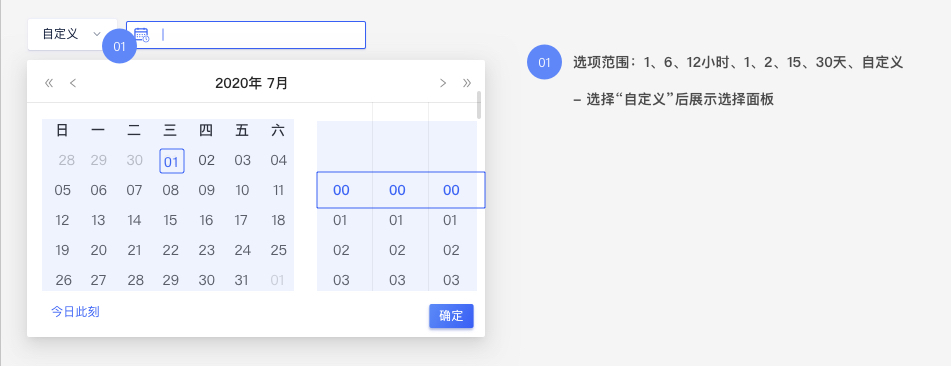 自定义
01
01 选项范围：1、6、12小时、1、2、15、30天、自定义
- 选择“自定义”后展示选择面板
« ‹ 2020年 7月 › »
日 一 二 三 四 五 六
28 29 30 01 02 03 04
05 06 07 08 09 10 11 00 00 00
12 13 14 15 16 17 18 01 01 01
19 20 21 22 23 24 25 02 02 02
26 27 28 29 30 31 01 03 03 03
今日此刻 确定